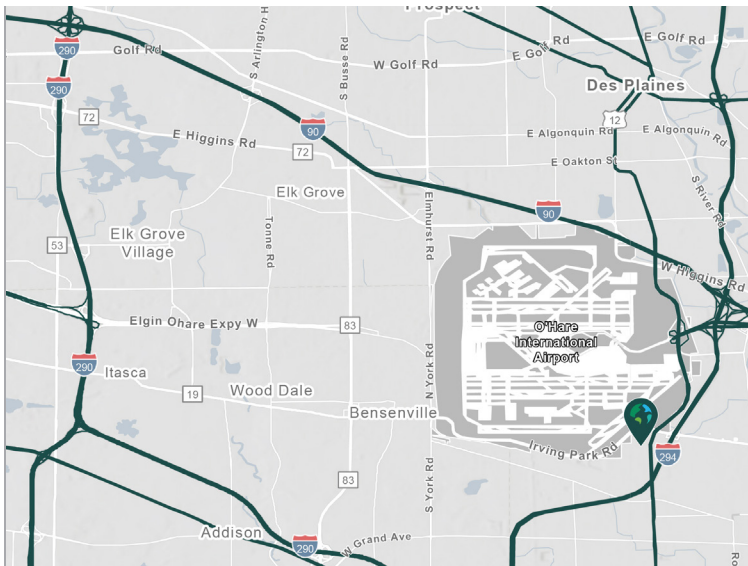 Prospect
290
Golf Rd
S Arlington H
S Busse Rd
W Golf Rd
E Golf Rd
E Golf Rd
290
Des Plaines
72
12
90
E Higgins Rd
72
E Algonquin Rd
E Algonquin Rd
E Oakton St
Elk Grove
S River Rd
Elmhurst Rd
90
Tonne Rd
Elk Grove
Village
53
W Higgins Rd
Elgin Ohare Expy W
83
O'Hare
International
Airport
290
Itasca
N York Rd
19
Wood Dale
Bensenville
Irving Park Rd
294
83
S York Rd
Addison
290
W Grand Ave
Ro